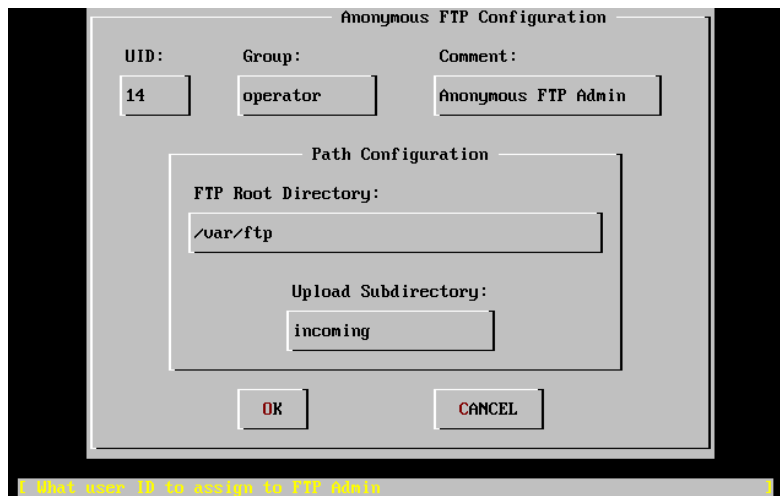 Anonymous FTP Configuration
UID: Group: Comment:
14 operator Anonymous FTP Admin
Path Configuration
FTP Root Directory:
/var/ftp
Upload Subdirectory:
incoming
OK CANCEL
[ What user ID to assign to FTP Admin ]